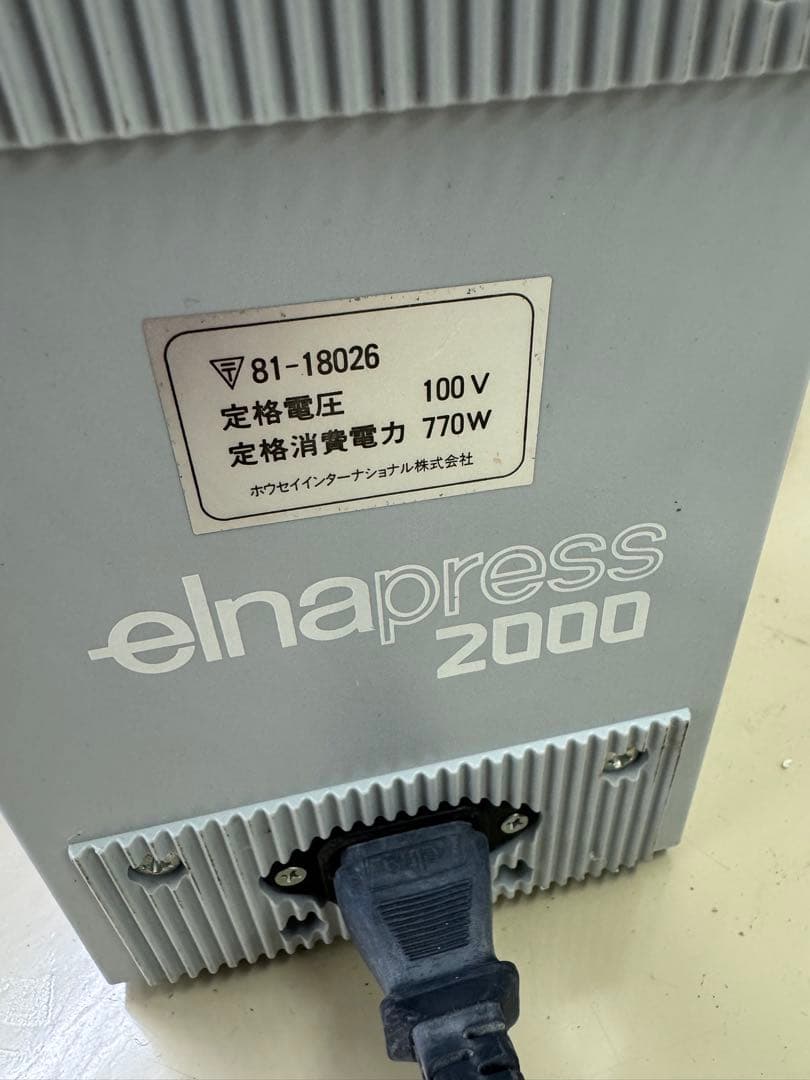 〒81-18026
定格電圧 100V
定格消費電力 770W
ホウセイインターナショナル株式会社
elnapress
2000